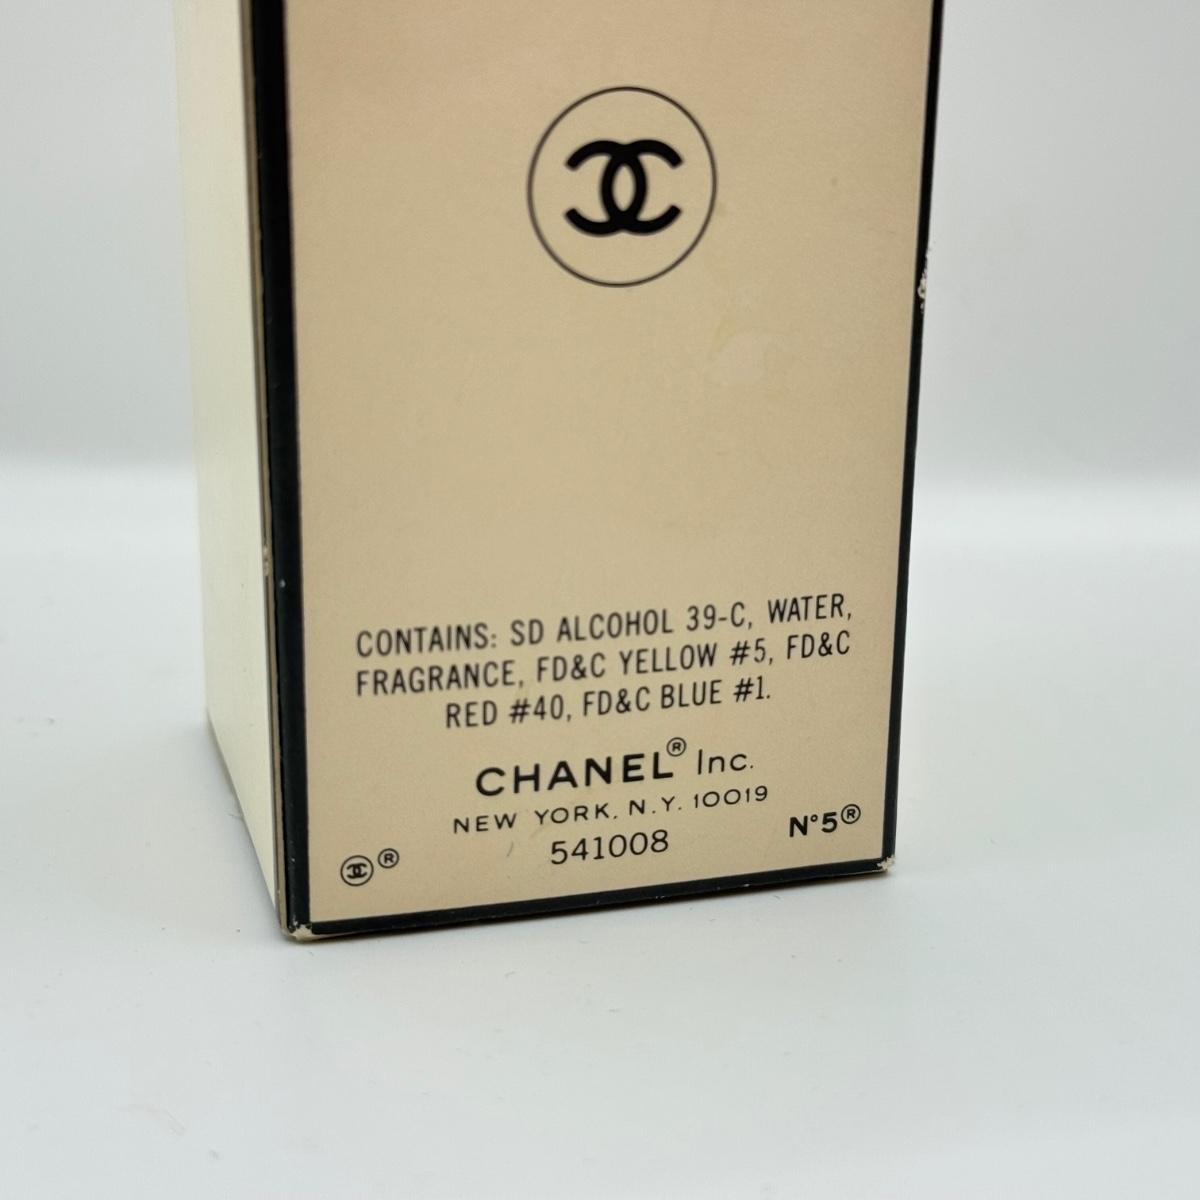 CONTAINS: SD ALCOHOL 39-C, WATER,
FRAGRANCE, FD&C YELLOW #5, FD&C
RED #40, FD&C BLUE #1.
CHANEL® Inc.
NEW YORK, N.Y. 10019
541008
N°5®
®